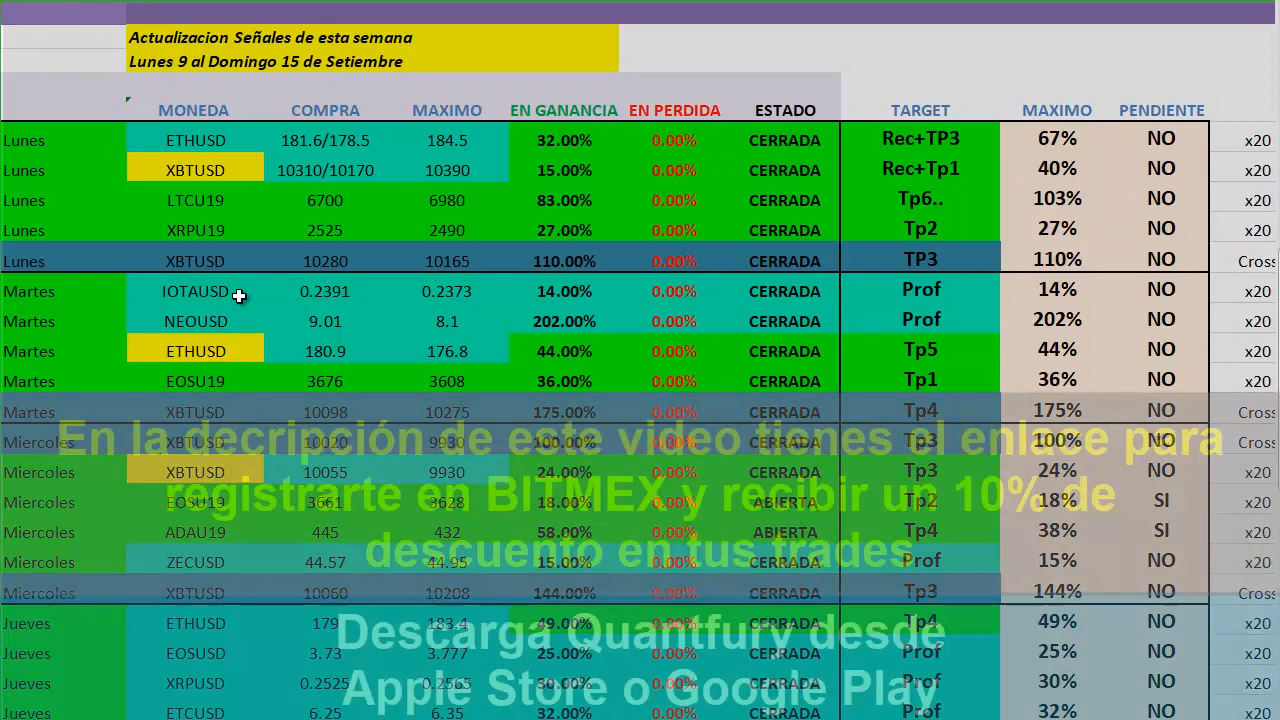 Actualizacion Señales de esta semana
Lunes 9 al Domingo 15 de Setiembre
MONEDA COMPRA MAXIMO EN GANANCIA EN PERDIDA ESTADO TARGET MAXIMO PENDIENTE
Lunes ETHUSD 181.6/178.5 184.5 32.00% 0.00% CERRADA Rec+TP3 67% NO x20
Lunes XBTUSD 10310/10170 10390 15.00% 0.00% CERRADA Rec+Tp1 40% NO x20
Lunes LTCU19 6700 6980 83.00% 0.00% CERRADA Tp6.. 103% NO x20
Lunes XRPU19 2525 2490 27.00% 0.00% CERRADA Tp2 27% NO x20
Lunes XBTUSD 10280 10165 110.00% 0.00% CERRADA TP3 110% NO Cross
Martes IOTAUSD 0.2391 0.2373 14.00% 0.00% CERRADA Prof 14% NO x20
Martes NEOUSD 9.01 8.1 202.00% 0.00% CERRADA Prof 202% NO x20
Martes ETHUSD 180.9 176.8 44.00% 0.00% CERRADA Tp5 44% NO x20
Martes EOSU19 3676 3608 36.00% 0.00% CERRADA Tp1 36% NO x20
Martes XBTUSD 10098 10275 175.00% 0.00% CERRADA Tp4 175% NO Cross
Miercoles XBTUSD 10020 9930 100.00% 0.00% CERRADA Tp3 100% NO Cross
En la decripción de este video tienes el enlace para
Miercoles XBTUSD 10055 9930 24.00% 0.00% CERRADA Tp3 24% NO x20
registrarte en BITMEX y recibir un 10% de
Miercoles EOSU19 3661 3628 18.00% 0.00% ABIERTA Tp2 18% SI x20
Miercoles ADAU19 445 432 58.00% 0.00% ABIERTA Tp4 38% SI x20
descuento en tus trades
Miercoles ZECUSD 44.57 44.95 15.00% 0.00% CERRADA Prof 15% NO x20
Miercoles XBTUSD 10060 10208 144.00% 0.00% CERRADA Tp3 144% NO Cross
Jueves ETHUSD 179 183.4 49.00% 0.00% CERRADA Tp4 49% NO x20
Descarga Quantfury desde
Jueves EOSUSD 3.73 3.777 25.00% 0.00% CERRADA Prof 25% NO x20
Jueves XRPUSD 0.2525 0.2565 30.00% 0.00% CERRADA Prof 30% NO x20
Apple Store o Google Play
Jueves ETCUSD 6.25 6.35 32.00% 0.00% CERRADA Prof 32% NO x20